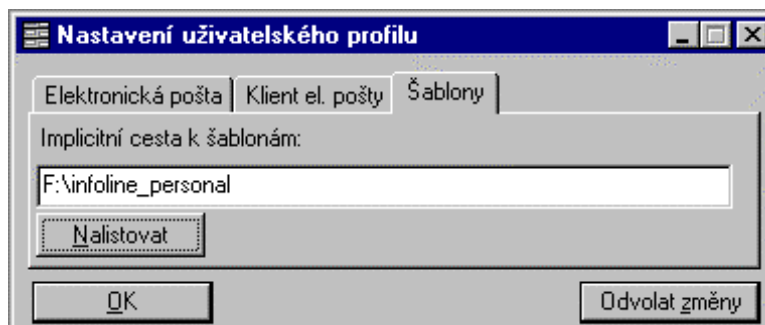 Nastavení uživatelského profilu
Elektronická pošta Klient el. pošty Šablony
Implicitní cesta k šablonám:
F:\infoline_personal
Nalistovat
OK Odvolat změny